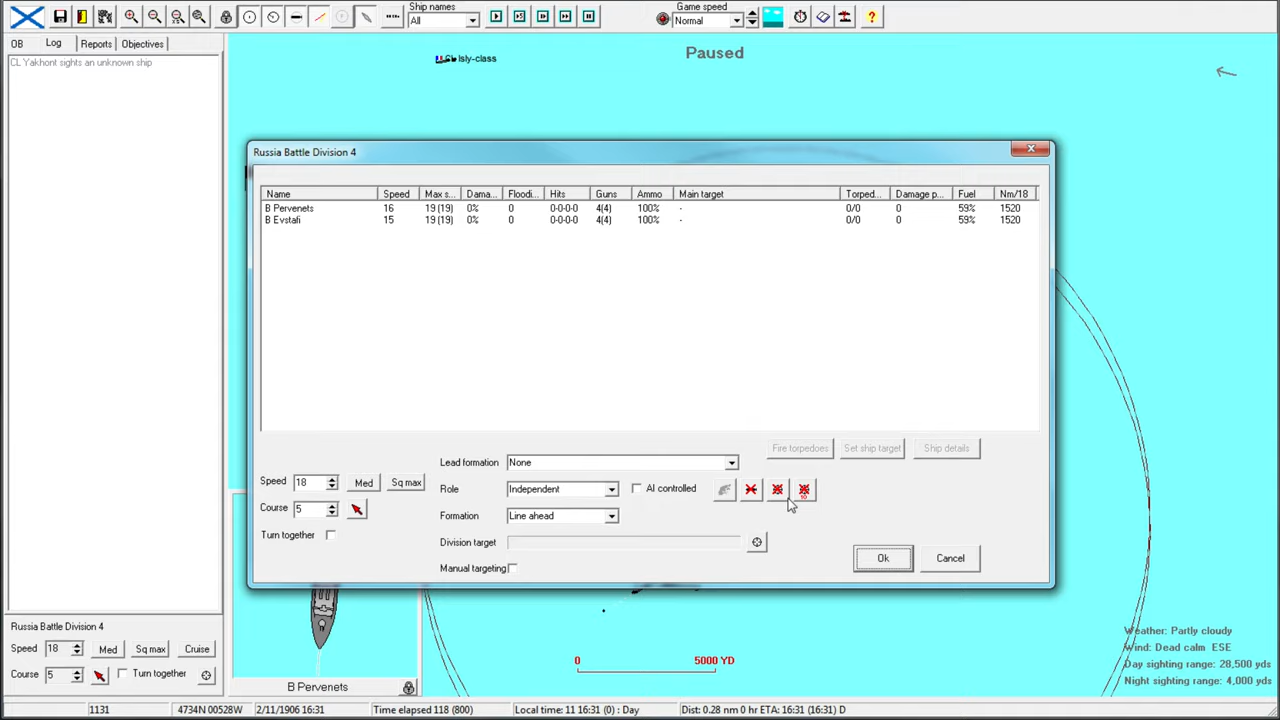 Ship names
All
Game speed
Normal
OB Log Reports Objectives
CL Yakhont sights an unknown ship
Paused
Isly-class
Russia Battle Division 4
Name Speed Max s... Dama... Floodi... Hits Guns Ammo Main target Torped... Damage p... Fuel Nm/18
B Pervenets 16 19 (19) 0% 0 0-0-0-0 4(4) 100% - 0/0 0 59% 1520
B Evstafi 15 19 (19) 0% 0 0-0-0-0 4(4) 100% - 0/0 0 59% 1520
Fire torpedoes Set ship target Ship details
Lead formation None
Speed 18 Med Sq max
Role Independent AI controlled
10
Course 5
Formation Line ahead
Turn together
Division target
Ok Cancel
Manual targeting
Russia Battle Division 4
Speed 18 Med Sq max Cruise
Course 5 Turn together
B Pervenets
0 5000 YD
Weather: Partly cloudy
Wind: Dead calm ESE
Day sighting range: 28,500 yds
Night sighting range: 4,000 yds
1131 4734N 00528W 2/11/1906 16:31 Time elapsed 118 (800) Local time: 11 16:31 (0) : Day Dist: 0.28 nm 0 hr ETA: 16:31 (16:31) D